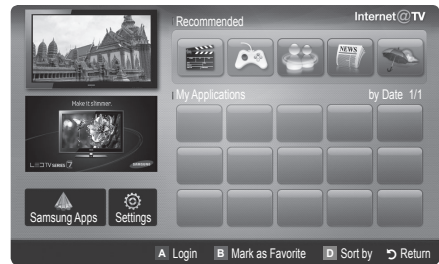 Recommended
Internet@TV
NEWS
My Applications
by Date 1/1
Make it slimmer.
LED TV SERIES 7
SAMSUNG
Samsung Apps
Settings
A Login
B Mark as Favorite
D Sort by
Return